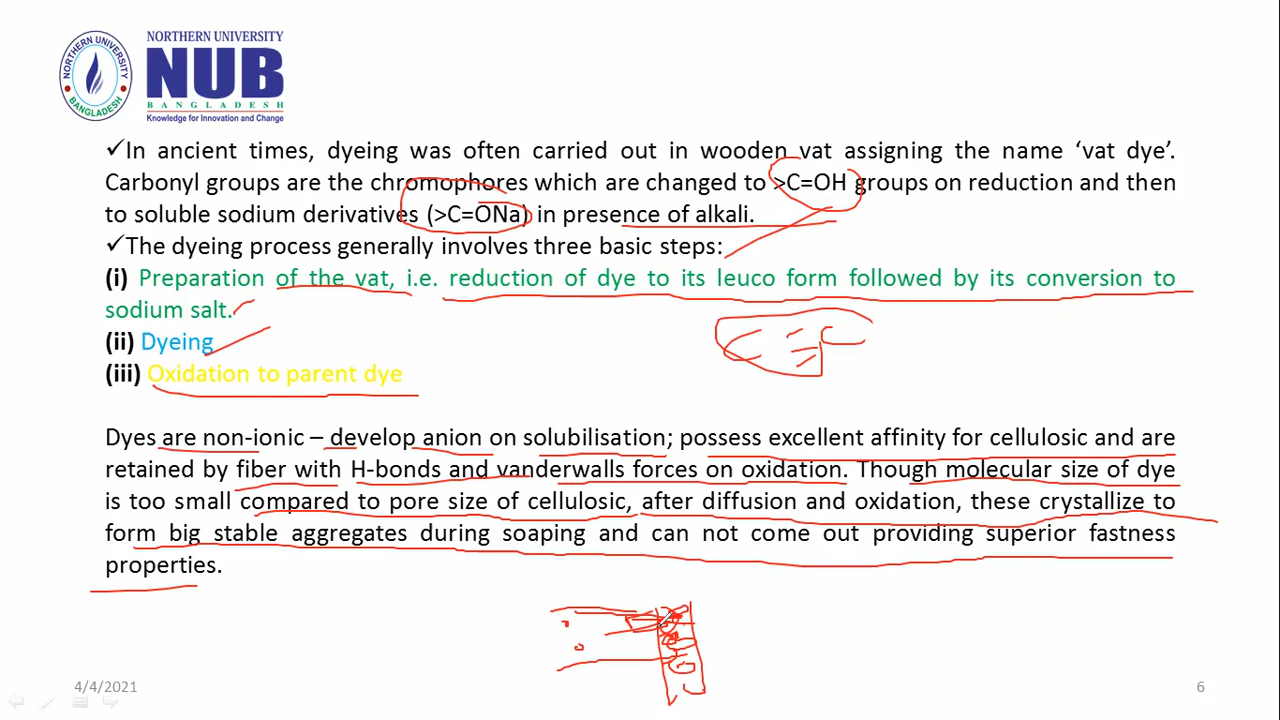 NORTHERN UNIVERSITY
NUB
BANGLADESH
Knowledge for Innovation and Change
NORTHERN UNIVERSITY
BANGLADESH
✓In ancient times, dyeing was often carried out in wooden vat assigning the name ‘vat dye’.
Carbonyl groups are the chromophores which are changed to >C=OH groups on reduction and then
to soluble sodium derivatives (>C=ONa) in presence of alkali.
✓The dyeing process generally involves three basic steps:
(i) Preparation of the vat, i.e. reduction of dye to its leuco form followed by its conversion to
sodium salt.
(ii) Dyeing
(iii) Oxidation to parent dye
Dyes are non-ionic – develop anion on solubilisation; possess excellent affinity for cellulosic and are
retained by fiber with H-bonds and vanderwalls forces on oxidation. Though molecular size of dye
is too small compared to pore size of cellulosic, after diffusion and oxidation, these crystallize to
form big stable aggregates during soaping and can not come out providing superior fastness
properties.
4/4/2021
6